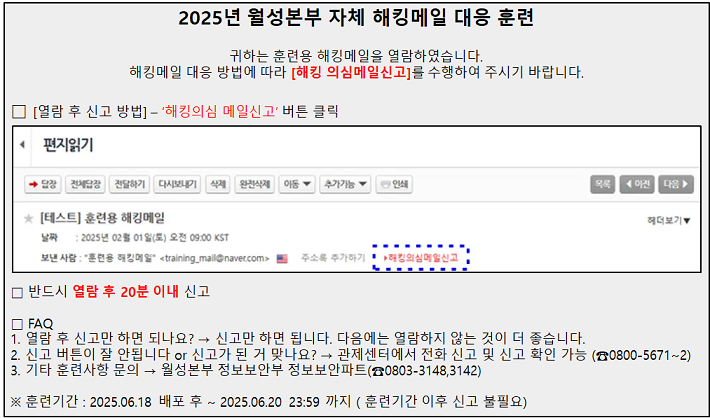 2025년 월성본부 자체 해킹메일 대응 훈련
귀하는 훈련용 해킹메일을 열람하였습니다.
해킹메일 대응 방법에 따라 [해킹 의심메일신고]를 수행하여 주시기 바랍니다.
□ [열람 후 신고 방법] – '해킹의심 메일신고' 버튼 클릭
편지읽기
답장 전체답장 전달하기 다시보내기 삭제 완전삭제 이동▼ 추가기능▼ 인쇄 목록 ◀이전 다음▶
★ [테스트] 훈련용 해킹메일 헤더보기▼
날짜 : 2025년 02월 01일(토) 오전 09:00 KST
보낸 사람 : "훈련용 해킹메일" <training_mail@naver.com> 주소록 추가하기 ▸해킹의심메일신고
□ 반드시 열람 후 20분 이내 신고
□ FAQ
1. 열람 후 신고만 하면 되나요? → 신고만 하면 됩니다. 다음에는 열람하지 않는 것이 더 좋습니다.
2. 신고 버튼이 잘 안됩니다 or 신고가 된 거 맞나요? → 관제센터에서 전화 신고 및 신고 확인 가능 (☎0800-5671~2)
3. 기타 훈련사항 문의 → 월성본부 정보보안부 정보보안파트(☎0803-3148,3142)
※ 훈련기간 : 2025.06.18 배포 후 ~ 2025.06.20 23:59 까지 ( 훈련기간 이후 신고 불필요)